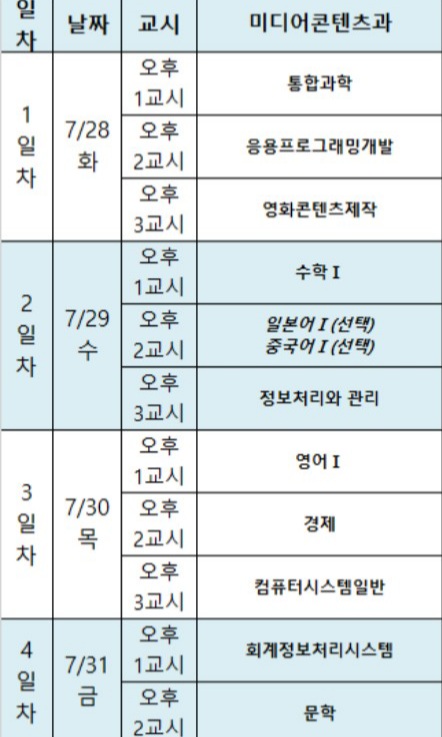 일차 날짜 교시 미디어콘텐츠과
1일차 7/28 화 오후 1교시 통합과학
오후 2교시 응용프로그래밍개발
오후 3교시 영화콘텐츠제작
2일차 7/29 수 오후 1교시 수학 I
오후 2교시 일본어 I (선택) 중국어 I (선택)
오후 3교시 정보처리와 관리
3일차 7/30 목 오후 1교시 영어 I
오후 2교시 경제
오후 3교시 컴퓨터시스템일반
4일차 7/31 금 오후 1교시 회계정보처리시스템
오후 2교시 문학